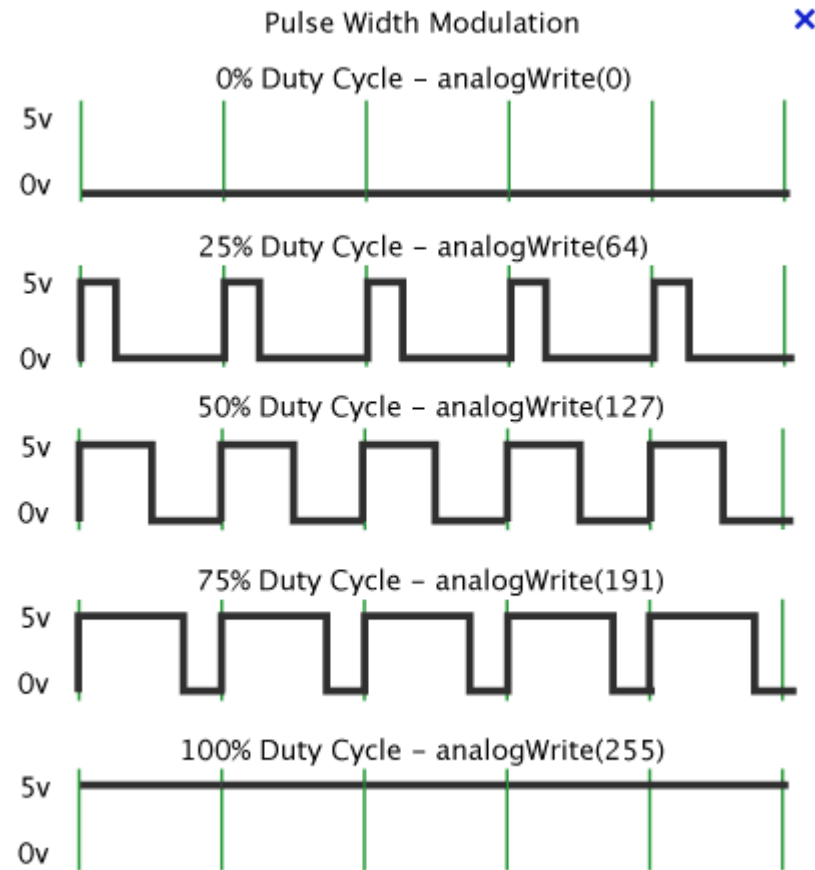 Pulse Width Modulation
0% Duty Cycle – analogWrite(0)
5v
0v
25% Duty Cycle – analogWrite(64)
5v
0v
50% Duty Cycle – analogWrite(127)
5v
0v
75% Duty Cycle – analogWrite(191)
5v
0v
100% Duty Cycle – analogWrite(255)
5v
0v